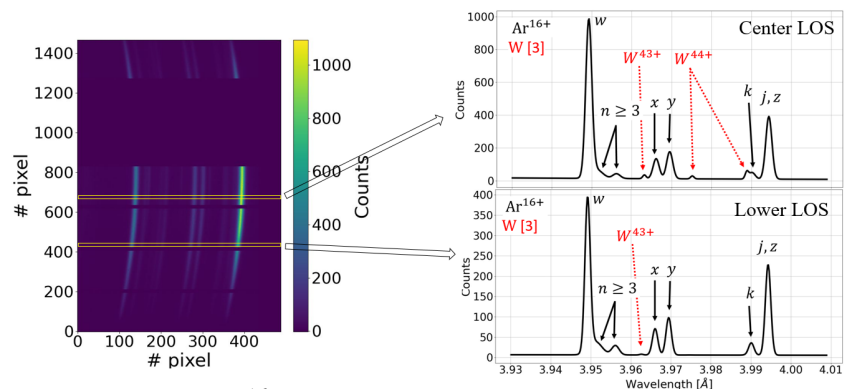 1400
1200
1000
800
600
400
200
0
# pixel
0 100 200 300 400
# pixel
1000
800
600
400
200
0
Counts
1000
800
600
400
200
0
Counts
Ar¹⁶⁺
W [3]
w
Center LOS
W⁴³⁺
W⁴⁴⁺
n ≥ 3
x
y
k
j, z
400
350
300
250
200
150
100
50
0
Counts
Ar¹⁶⁺
W [3]
w
Lower LOS
W⁴³⁺
n ≥ 3
x
y
k
j, z
3.93 3.94 3.95 3.96 3.97 3.98 3.99 4.00 4.01
Wavelength [Å]